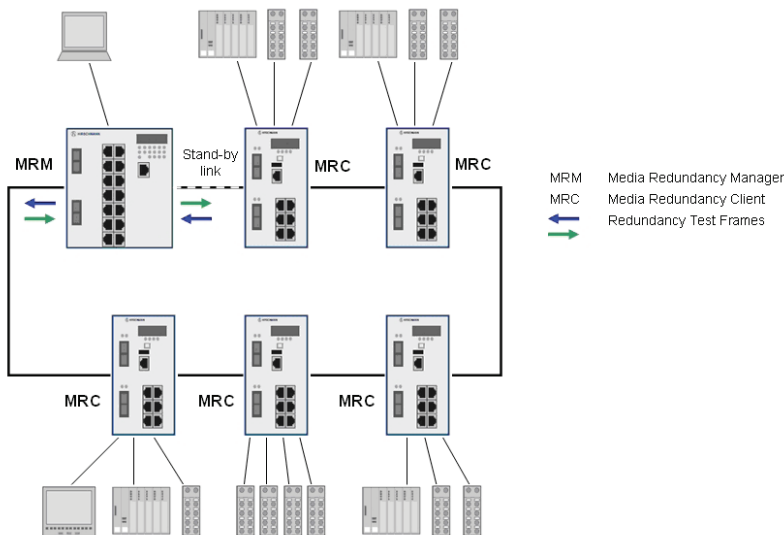 HIRSCHMANN
MRM
Stand-by
link
MRC
MRC
MRM Media Redundancy Manager
MRC Media Redundancy Client
Redundancy Test Frames
MRC
MRC
MRC